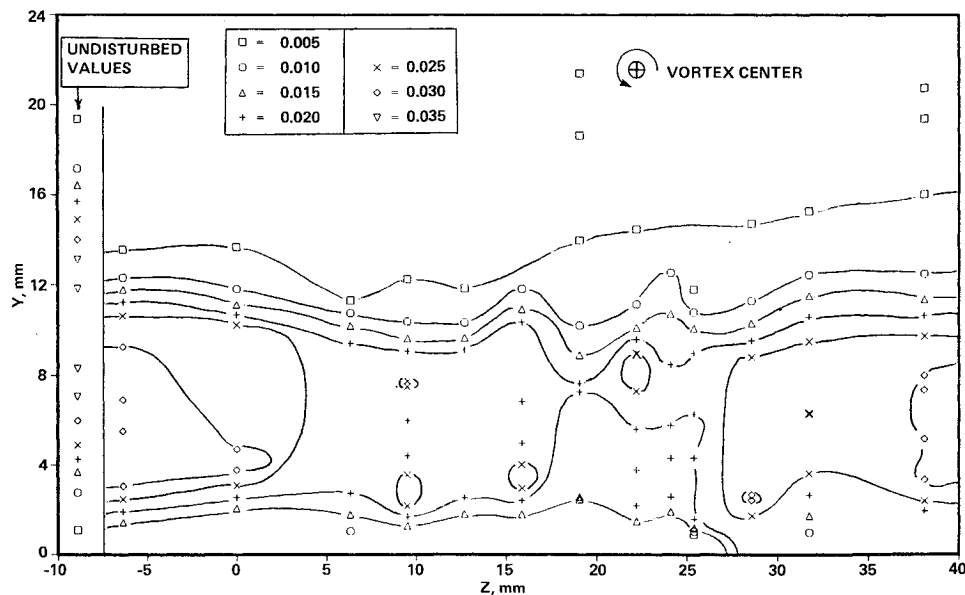 24
UNDISTURBED
VALUES
□ = 0.005
○ = 0.010
△ = 0.015
+ = 0.020
× = 0.025
◇ = 0.030
▽ = 0.035
VORTEX CENTER
20
16
12
8
4
0
Y, mm
-10 -5 0 5 10 15 20 25 30 35 40
Z, mm